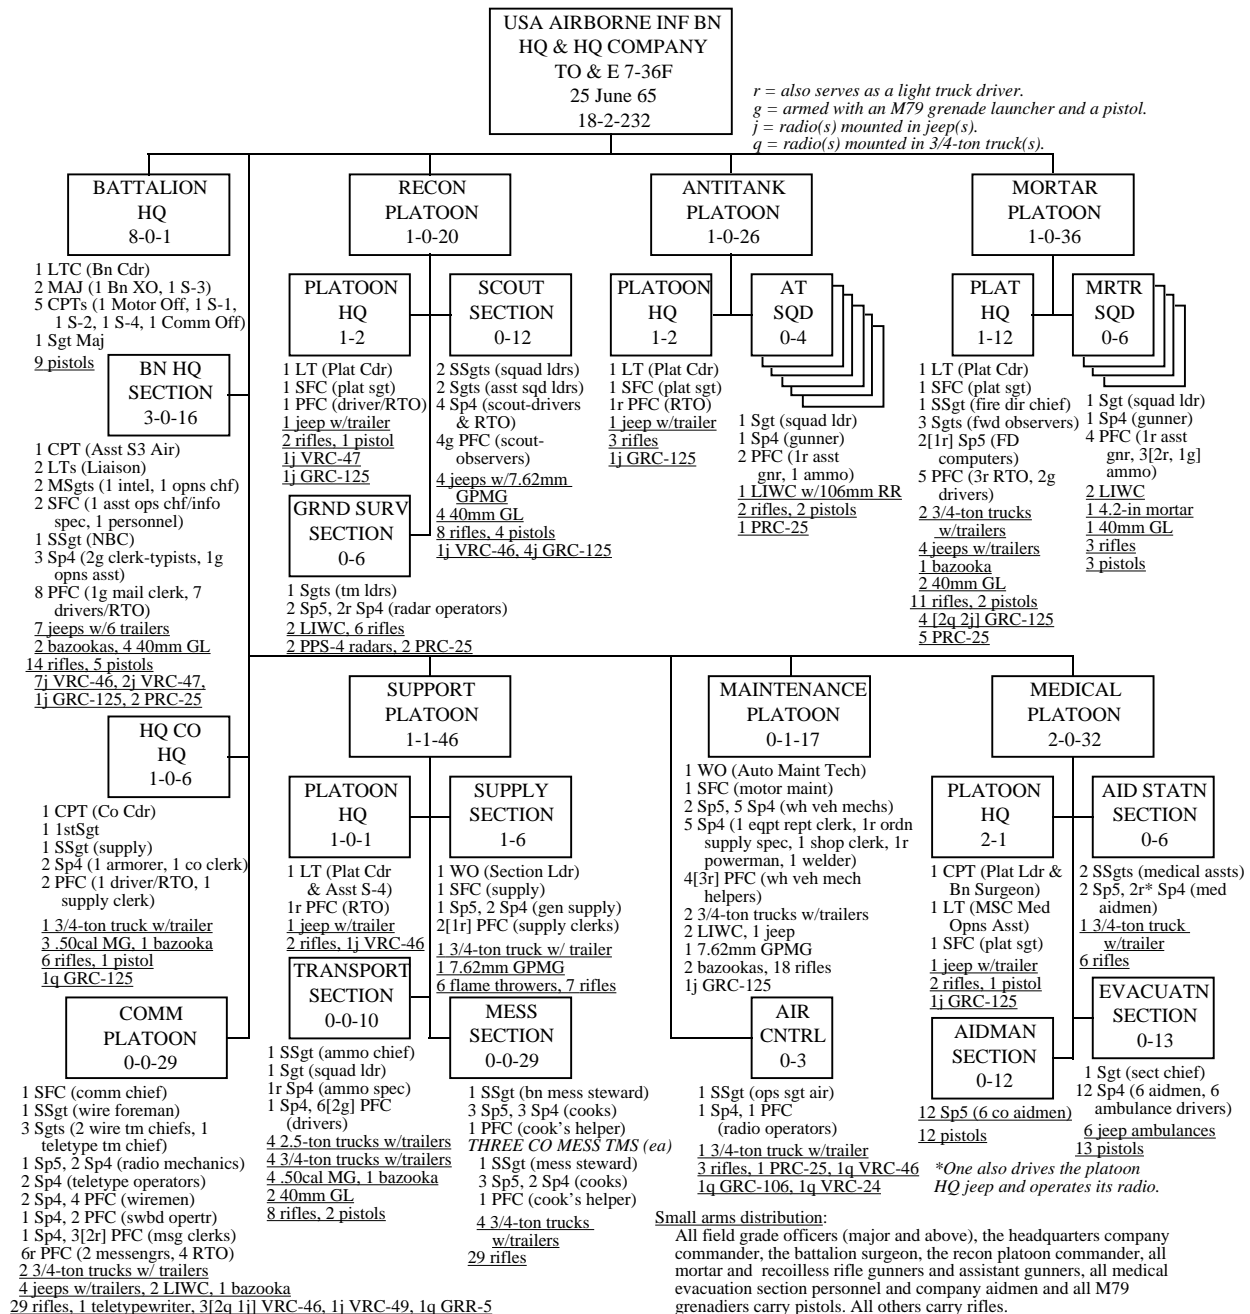 USA AIRBORNE INF BN
HQ & HQ COMPANY
TO & E 7-36F
25 June 65
18-2-232
r = also serves as a light truck driver.
g = armed with an M79 grenade launcher and a pistol.
j = radio(s) mounted in jeep(s).
q = radio(s) mounted in 3/4-ton truck(s).
BATTALION
HQ
8-0-1
1 LTC (Bn Cdr)
2 MAJ (1 Bn XO, 1 S-3)
5 CPTs (1 Motor Off, 1 S-1,
1 S-2, 1 S-4, 1 Comm Off)
1 Sgt Maj
9 pistols
RECON
PLATOON
1-0-20
PLATOON
HQ
1-2
1 LT (Plat Cdr)
1 SFC (plat sgt)
1 PFC (driver/RTO)
1 jeep w/trailer
2 rifles, 1 pistol
1j VRC-47
1j GRC-125
SCOUT
SECTION
0-12
2 SSgts (squad ldrs)
2 Sgts (asst sqd ldrs)
4 Sp4 (scout-drivers
& RTO)
4g PFC (scout-
observers)
4 jeeps w/7.62mm
GPMG
4 40mm GL
8 rifles, 4 pistols
1j VRC-46, 4j GRC-125
GRND SURV
SECTION
0-6
1 Sgts (tm ldrs)
2 Sp5, 2r Sp4 (radar operators)
2 LIWC, 6 rifles
2 PPS-4 radars, 2 PRC-25
ANTITANK
PLATOON
1-0-26
PLATOON
HQ
1-2
1 LT (Plat Cdr)
1 SFC (plat sgt)
1r PFC (RTO)
1 jeep w/trailer
3 rifles
1j GRC-125
AT
SQD
0-4
1 Sgt (squad ldr)
1 Sp4 (gunner)
2 PFC (1r asst
gnr, 1 ammo)
1 LIWC w/106mm RR
2 rifles, 2 pistols
1 PRC-25
MORTAR
PLATOON
1-0-36
PLAT
HQ
1-12
1 LT (Plat Cdr)
1 SFC (plat sgt)
1 SSgt (fire dir chief)
3 Sgts (fwd observers)
2[1r] Sp5 (FD
computers)
5 PFC (3r RTO, 2g
drivers)
2 3/4-ton trucks
w/trailers
4 jeeps w/trailers
1 bazooka
2 40mm GL
11 rifles, 2 pistols
4 [2q 2j] GRC-125
5 PRC-25
MRTR
SQD
0-6
1 Sgt (squad ldr)
1 Sp4 (gunner)
4 PFC (1r asst
gnr, 3[2r, 1g]
ammo)
2 LIWC
1 4.2-in mortar
1 40mm GL
3 rifles
3 pistols
BN HQ
SECTION
3-0-16
1 CPT (Asst S3 Air)
2 LTs (Liaison)
2 MSgts (1 intel, 1 opns chf)
2 SFC (1 asst ops chf/info
spec, 1 personnel)
1 SSgt (NBC)
3 Sp4 (2g clerk-typists, 1g
opns asst)
8 PFC (1g mail clerk, 7
drivers/RTO)
7 jeeps w/6 trailers
2 bazookas, 4 40mm GL
14 rifles, 5 pistols
7j VRC-46, 2j VRC-47,
1j GRC-125, 2 PRC-25
HQ CO
HQ
1-0-6
1 CPT (Co Cdr)
1 1stSgt
1 SSgt (supply)
2 Sp4 (1 armorer, 1 co clerk)
2 PFC (1 driver/RTO, 1
supply clerk)
1 3/4-ton truck w/trailer
3 .50cal MG, 1 bazooka
6 rifles, 1 pistol
1q GRC-125
COMM
PLATOON
0-0-29
1 SFC (comm chief)
1 SSgt (wire foreman)
3 Sgts (2 wire tm chiefs, 1
teletype tm chief)
1 Sp5, 2 Sp4 (radio mechanics)
2 Sp4 (teletype operators)
2 Sp4, 4 PFC (wiremen)
1 Sp4, 2 PFC (swbd opertr)
1 Sp4, 3[2r] PFC (msg clerks)
6r PFC (2 messengrs, 4 RTO)
2 3/4-ton trucks w/ trailers
4 jeeps w/trailers, 2 LIWC, 1 bazooka
29 rifles, 1 teletypewriter, 3[2q 1j] VRC-46, 1j VRC-49, 1q GRR-5
SUPPORT
PLATOON
1-1-46
PLATOON
HQ
1-0-1
1 LT (Plat Cdr
& Asst S-4)
1r PFC (RTO)
1 jeep w/trailer
2 rifles, 1j VRC-46
SUPPLY
SECTION
1-6
1 WO (Section Ldr)
1 SFC (supply)
1 Sp5, 2 Sp4 (gen supply)
2[1r] PFC (supply clerks)
1 3/4-ton truck w/ trailer
1 7.62mm GPMG
6 flame throwers, 7 rifles
TRANSPORT
SECTION
0-0-10
1 SSgt (ammo chief)
1 Sgt (squad ldr)
1r Sp4 (ammo spec)
1 Sp4, 6[2g] PFC
(drivers)
4 2.5-ton trucks w/trailers
4 3/4-ton trucks w/trailers
4 .50cal MG, 1 bazooka
2 40mm GL
8 rifles, 2 pistols
MESS
SECTION
0-0-29
1 SSgt (bn mess steward)
3 Sp5, 3 Sp4 (cooks)
1 PFC (cook's helper)
THREE CO MESS TMS (ea)
1 SSgt (mess steward)
3 Sp5, 2 Sp4 (cooks)
1 PFC (cook's helper)
4 3/4-ton trucks
w/trailers
29 rifles
MAINTENANCE
PLATOON
0-1-17
1 WO (Auto Maint Tech)
1 SFC (motor maint)
2 Sp5, 5 Sp4 (wh veh mechs)
5 Sp4 (1 eqpt rept clerk, 1r ordn
supply spec, 1 shop clerk, 1r
powerman, 1 welder)
4[3r] PFC (wh veh mech
helpers)
2 3/4-ton trucks w/trailers
2 LIWC, 1 jeep
1 7.62mm GPMG
2 bazookas, 18 rifles
1j GRC-125
AIR
CNTRL
0-3
1 SSgt (ops sgt air)
1 Sp4, 1 PFC
(radio operators)
1 3/4-ton truck w/trailer
3 rifles, 1 PRC-25, 1q VRC-46
1q GRC-106, 1q VRC-24
MEDICAL
PLATOON
2-0-32
PLATOON
HQ
2-1
1 CPT (Plat Ldr &
Bn Surgeon)
1 LT (MSC Med
Opns Asst)
1 SFC (plat sgt)
1 jeep w/trailer
2 rifles, 1 pistol
1j GRC-125
AID STATN
SECTION
0-6
2 SSgts (medical assts)
2 Sp5, 2r* Sp4 (med
aidmen)
1 3/4-ton truck
w/trailer
6 rifles
AIDMAN
SECTION
0-12
12 Sp5 (6 co aidmen)
12 pistols
EVACUATN
SECTION
0-13
1 Sgt (sect chief)
12 Sp4 (6 aidmen, 6
ambulance drivers)
6 jeep ambulances
13 pistols
*One also drives the platoon
HQ jeep and operates its radio.
Small arms distribution:
All field grade officers (major and above), the headquarters company
commander, the battalion surgeon, the recon platoon commander, all
mortar and recoilless rifle gunners and assistant gunners, all medical
evacuation section personnel and company aidmen and all M79
grenadiers carry pistols. All others carry rifles.